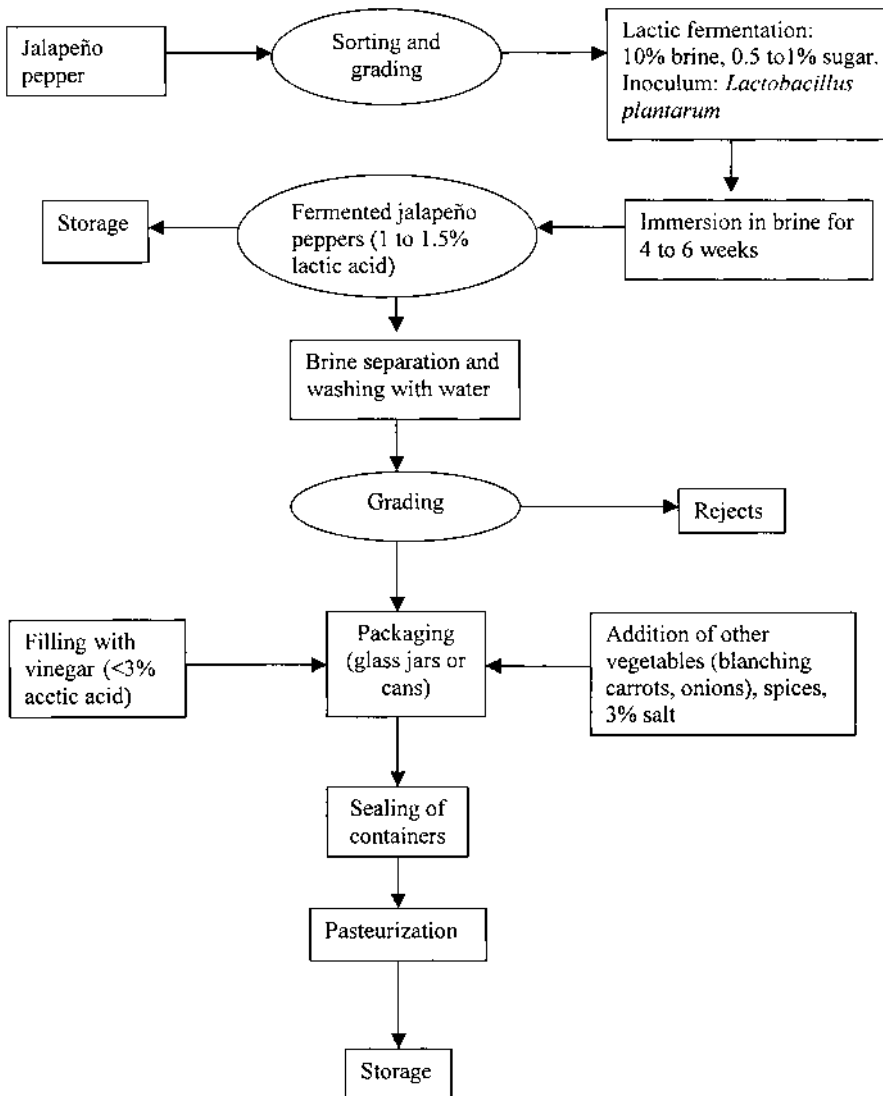 Jalapeño
pepper
Sorting and
grading
Lactic fermentation:
10% brine, 0.5 to1% sugar.
Inoculum: Lactobacillus
plantarum
Storage
Fermented jalapeño
peppers (1 to 1.5%
lactic acid)
Immersion in brine for
4 to 6 weeks
Brine separation and
washing with water
Grading
Rejects
Filling with
vinegar (<3%
acetic acid)
Packaging
(glass jars or
cans)
Addition of other
vegetables (blanching
carrots, onions), spices,
3% salt
Sealing of
containers
Pasteurization
Storage